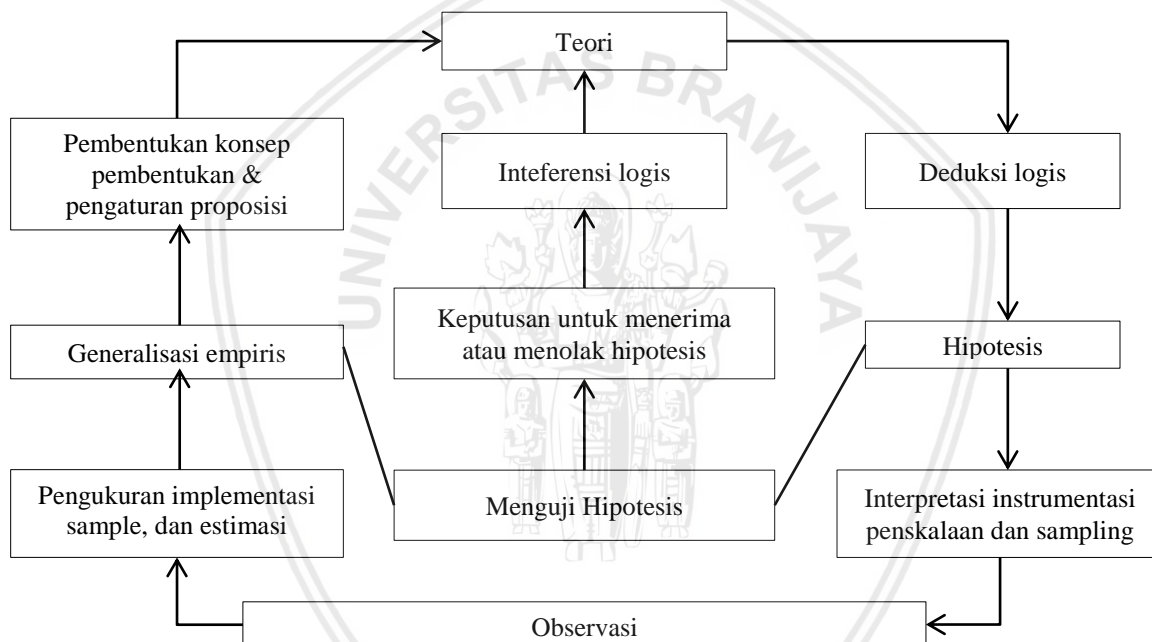 Teori
UNIVERSITAS BRAWIJAYA
Pembentukan konsep
pembentukan &
pengaturan proposisi
Inteferensi logis
Deduksi logis
Generalisasi empiris
Keputusan untuk menerima
atau menolak hipotesis
Hipotesis
Pengukuran implementasi
sample, dan estimasi
Menguji Hipotesis
Interpretasi instrumentasi
penskalaan dan sampling
Observasi